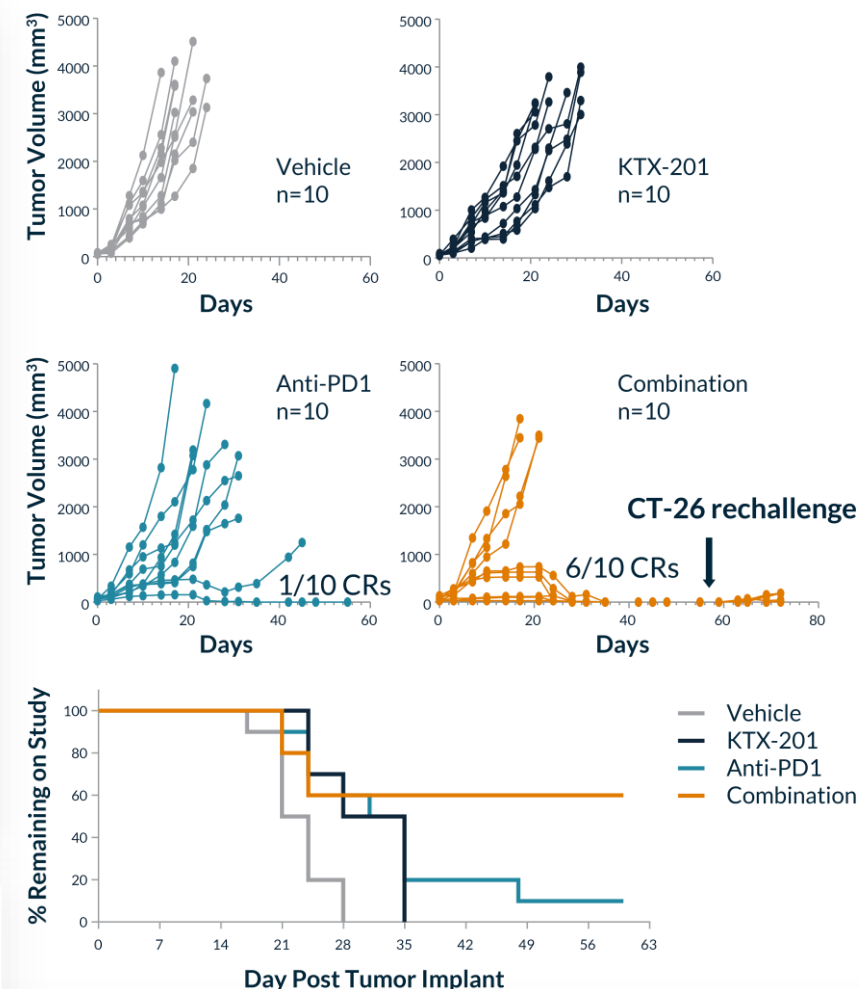 Tumor Volume (mm³)
5000
4000
3000
2000
1000
0
0
20
40
60
Days
Vehicle
n=10
5000
4000
3000
2000
1000
0
0
20
40
60
Days
KTX-201
n=10
Tumor Volume (mm³)
5000
4000
3000
2000
1000
0
0
20
40
60
Days
Anti-PD1
n=10
1/10 CRs
5000
4000
3000
2000
1000
0
0
20
40
60
80
Days
Combination
n=10
CT-26 rechallenge
6/10 CRs
% Remaining on Study
100
80
60
40
20
0
0
7
14
21
28
35
42
49
56
63
Day Post Tumor Implant
Vehicle
KTX-201
Anti-PD1
Combination